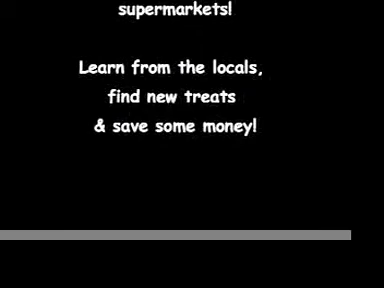 supermarkets!
Learn from the locals,
find new treats
& save some money!